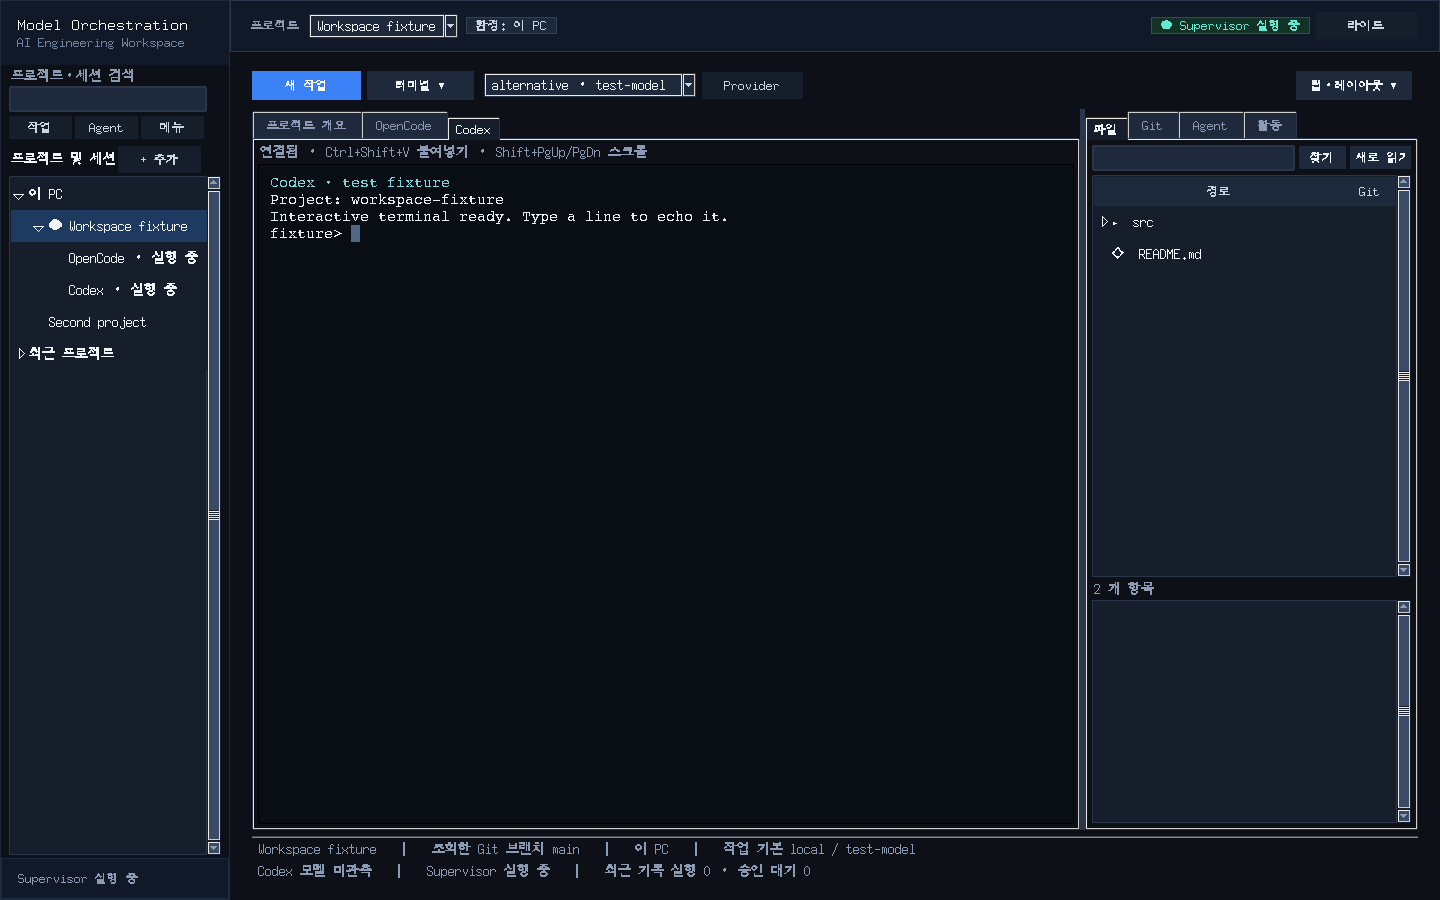 Model Orchestration
AI Engineering Workspace
프로젝트·세션 검색
작업 Agent 메뉴
프로젝트 및 세션 + 추가
이 PC
Workspace fixture
OpenCode · 실행 중
Codex · 실행 중
Second project
최근 프로젝트
Supervisor 실행 중
프로젝트 Workspace fixture 환경: 이 PC
Supervisor 실행 중 라이트
새 작업 터미널 ▼ alternative · test-model Provider 탭·레이아웃 ▼
프로젝트 개요 OpenCode Codex
연결됨 · Ctrl+Shift+V 붙여넣기 · Shift+PgUp/PgDn 스크롤
Codex · test fixture
Project: workspace-fixture
Interactive terminal ready. Type a line to echo it.
fixture>
파일 Git Agent 활동
찾기 새로 읽기
경로 Git
src
README.md
2 개 항목
Workspace fixture | 조회한 Git 브랜치 main | 이 PC | 작업 기본 local / test-model
Codex 모델 미관측 | Supervisor 실행 중 | 최근 기록 실행 0 · 승인 대기 0